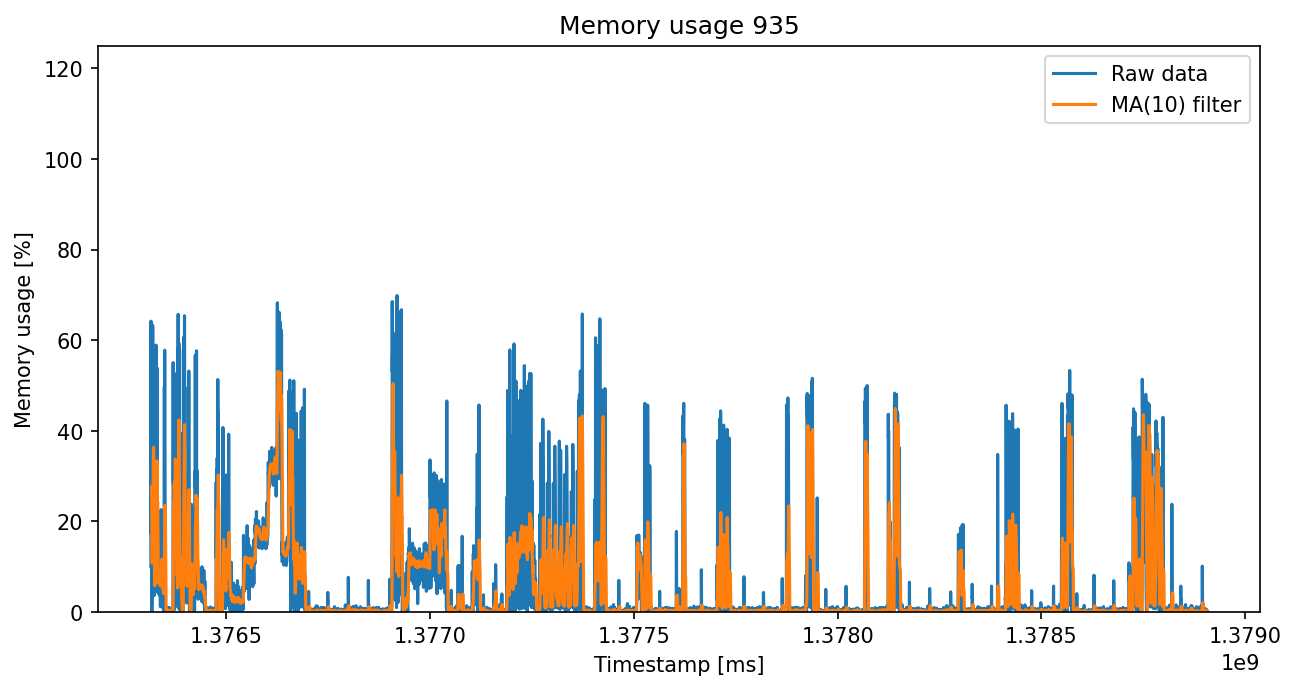 Memory usage 935
Raw data
MA(10) filter
Memory usage [%]
120
100
80
60
40
20
0
1.3765 1.3770 1.3775 1.3780 1.3785 1.3790
1e9
Timestamp [ms]